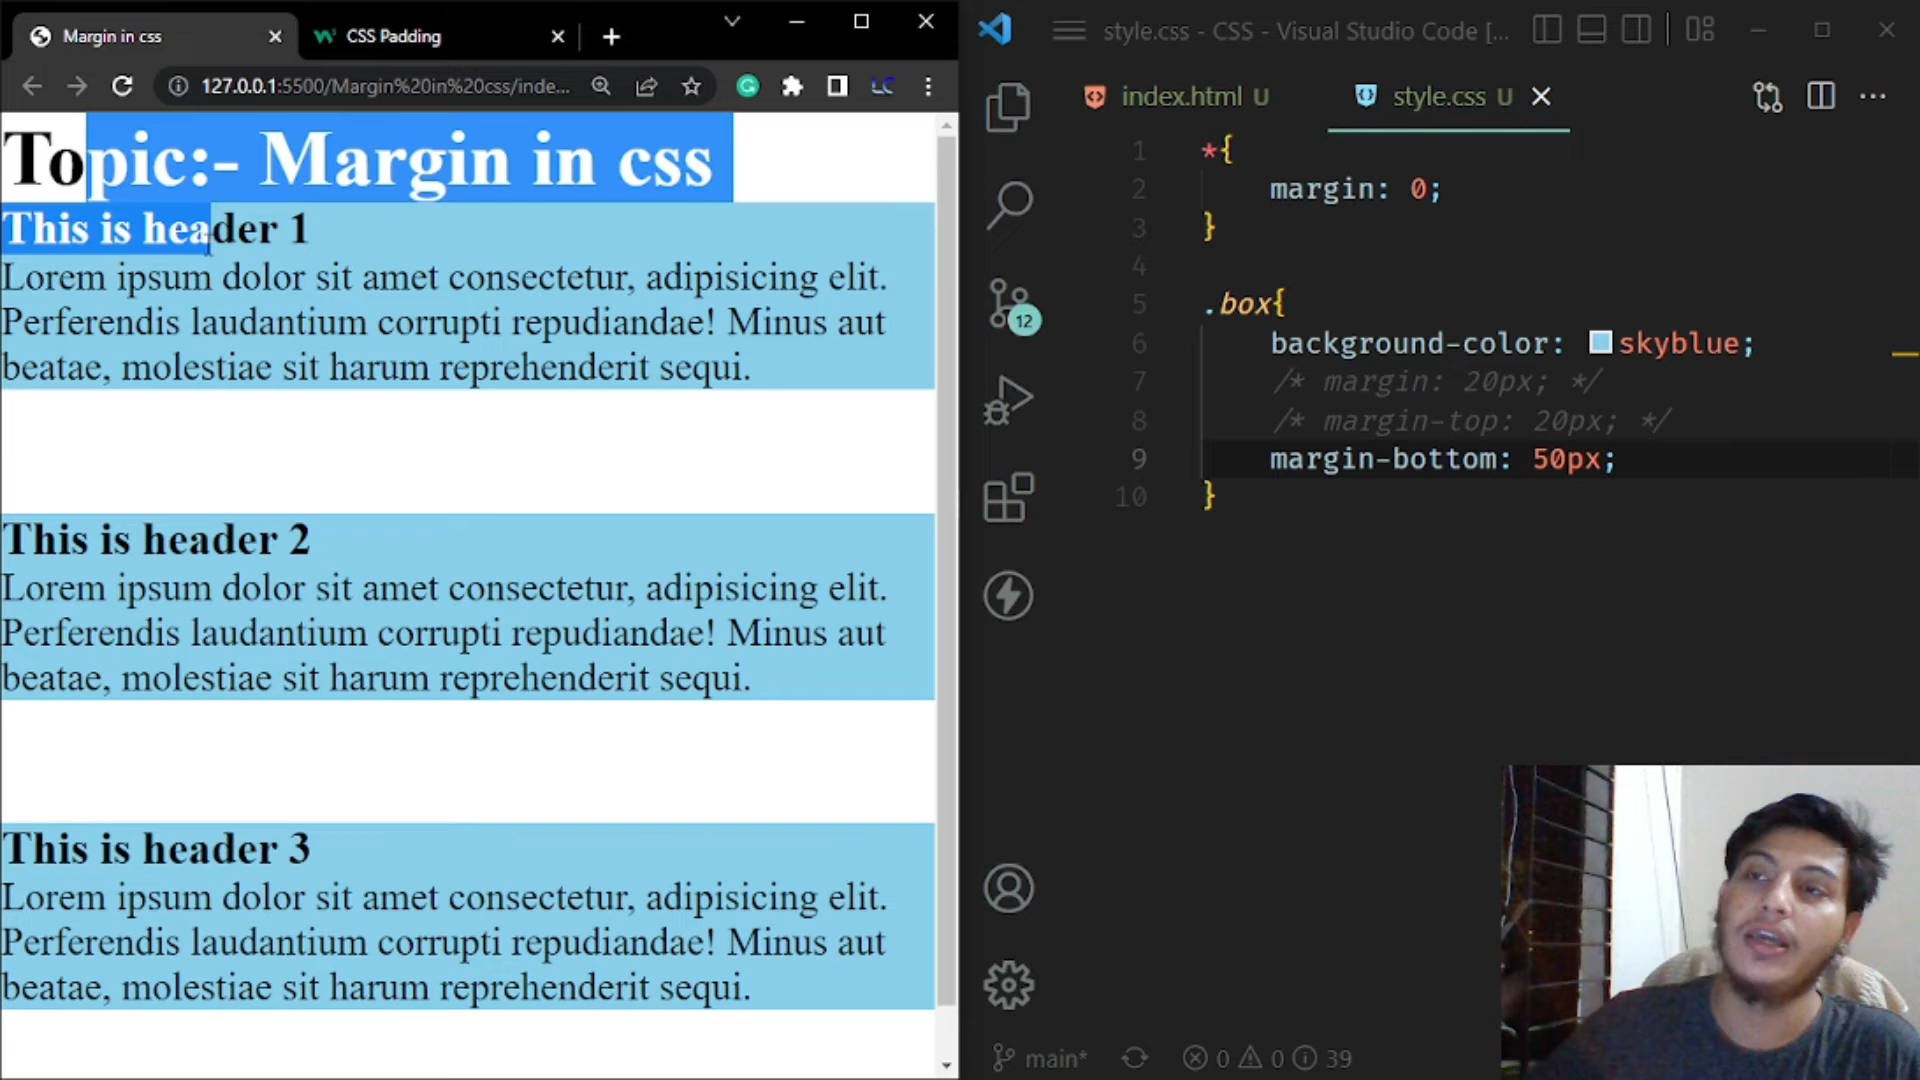 Margin in css
CSS Padding
127.0.0.1:5500/Margin%20in%20css/inde...
LC
Topic:- Margin in css
This is header 1
Lorem ipsum dolor sit amet consectetur, adipisicing elit.
Perferendis laudantium corrupti repudiandae! Minus aut
beatae, molestiae sit harum reprehenderit sequi.
This is header 2
Lorem ipsum dolor sit amet consectetur, adipisicing elit.
Perferendis laudantium corrupti repudiandae! Minus aut
beatae, molestiae sit harum reprehenderit sequi.
This is header 3
Lorem ipsum dolor sit amet consectetur, adipisicing elit.
Perferendis laudantium corrupti repudiandae! Minus aut
beatae, molestiae sit harum reprehenderit sequi.
style.css - CSS - Visual Studio Code [...
index.html U
style.css U
12
1 *{
2 margin: 0;
3 }
4
5 .box{
6 background-color: skyblue;
7 /* margin: 20px; */
8 /* margin-top: 20px; */
9 margin-bottom: 50px;
10 }
main* 0 0 39